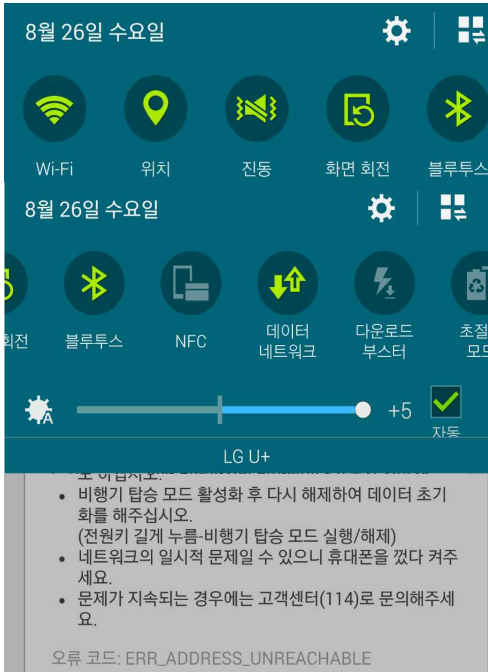 8월 26일 수요일
Wi-Fi 위치 진동 화면 회전 블루투스
8월 26일 수요일
회전 블루투스 NFC 데이터 네트워크 다운로드 부스터
+5
자동
LG U+
• 비행기 탑승 모드 활성화 후 다시 해제하여 데이터 초기
화를 해주십시오.
(전원키 길게 누름-비행기 탑승 모드 실행/해제)
• 네트워크의 일시적 문제일 수 있으니 휴대폰을 껐다 켜주
세요.
• 문제가 지속되는 경우에는 고객센터(114)로 문의해주세
요.
오류 코드: ERR_ADDRESS_UNREACHABLE